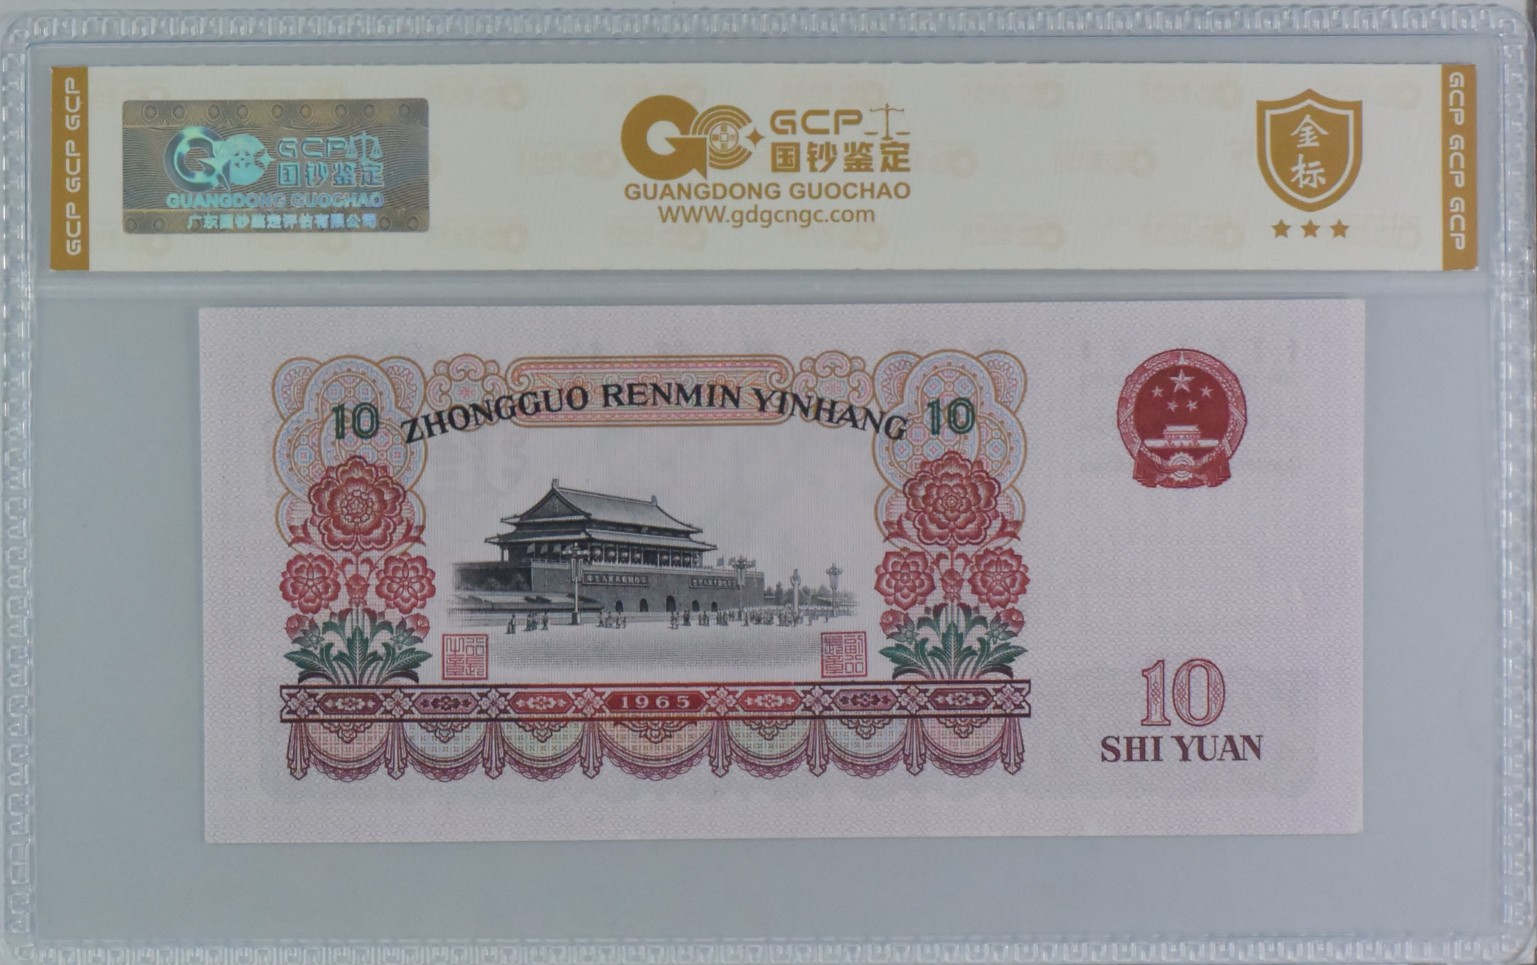 GCP GCP GCP
GCP
国钞鉴定
GUANGDONG GUOCHAO
广东国钞鉴定评估有限公司
GCP
国钞鉴定
GUANGDONG GUOCHAO
WWW.gdgcngc.com
金
标
GCP GCP GCP
10 ZHONGGUO RENMIN YINHANG 10
1965
10
SHI YUAN